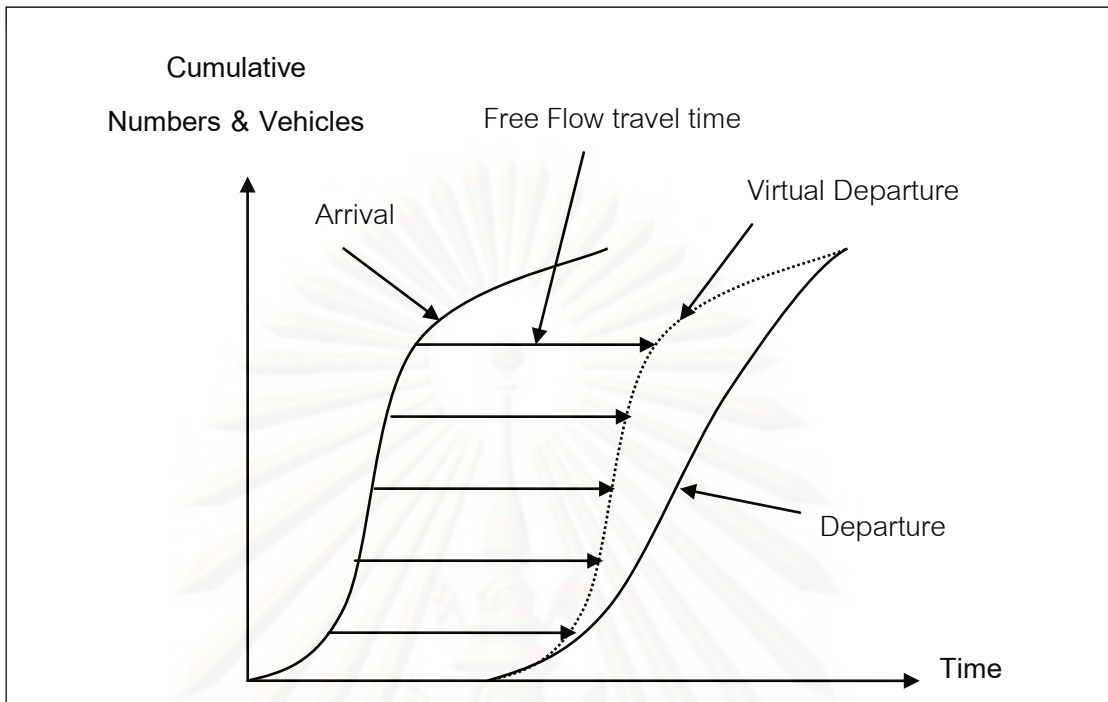 Cumulative
Numbers & Vehicles
Free Flow travel time
Virtual Departure
Arrival
Departure
Time